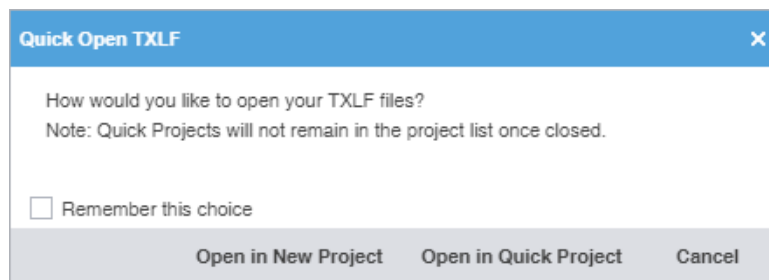 Quick Open TXLF
How would you like to open your TXLF files?
Note: Quick Projects will not remain in the project list once closed.
Remember this choice
Open in New Project Open in Quick Project Cancel